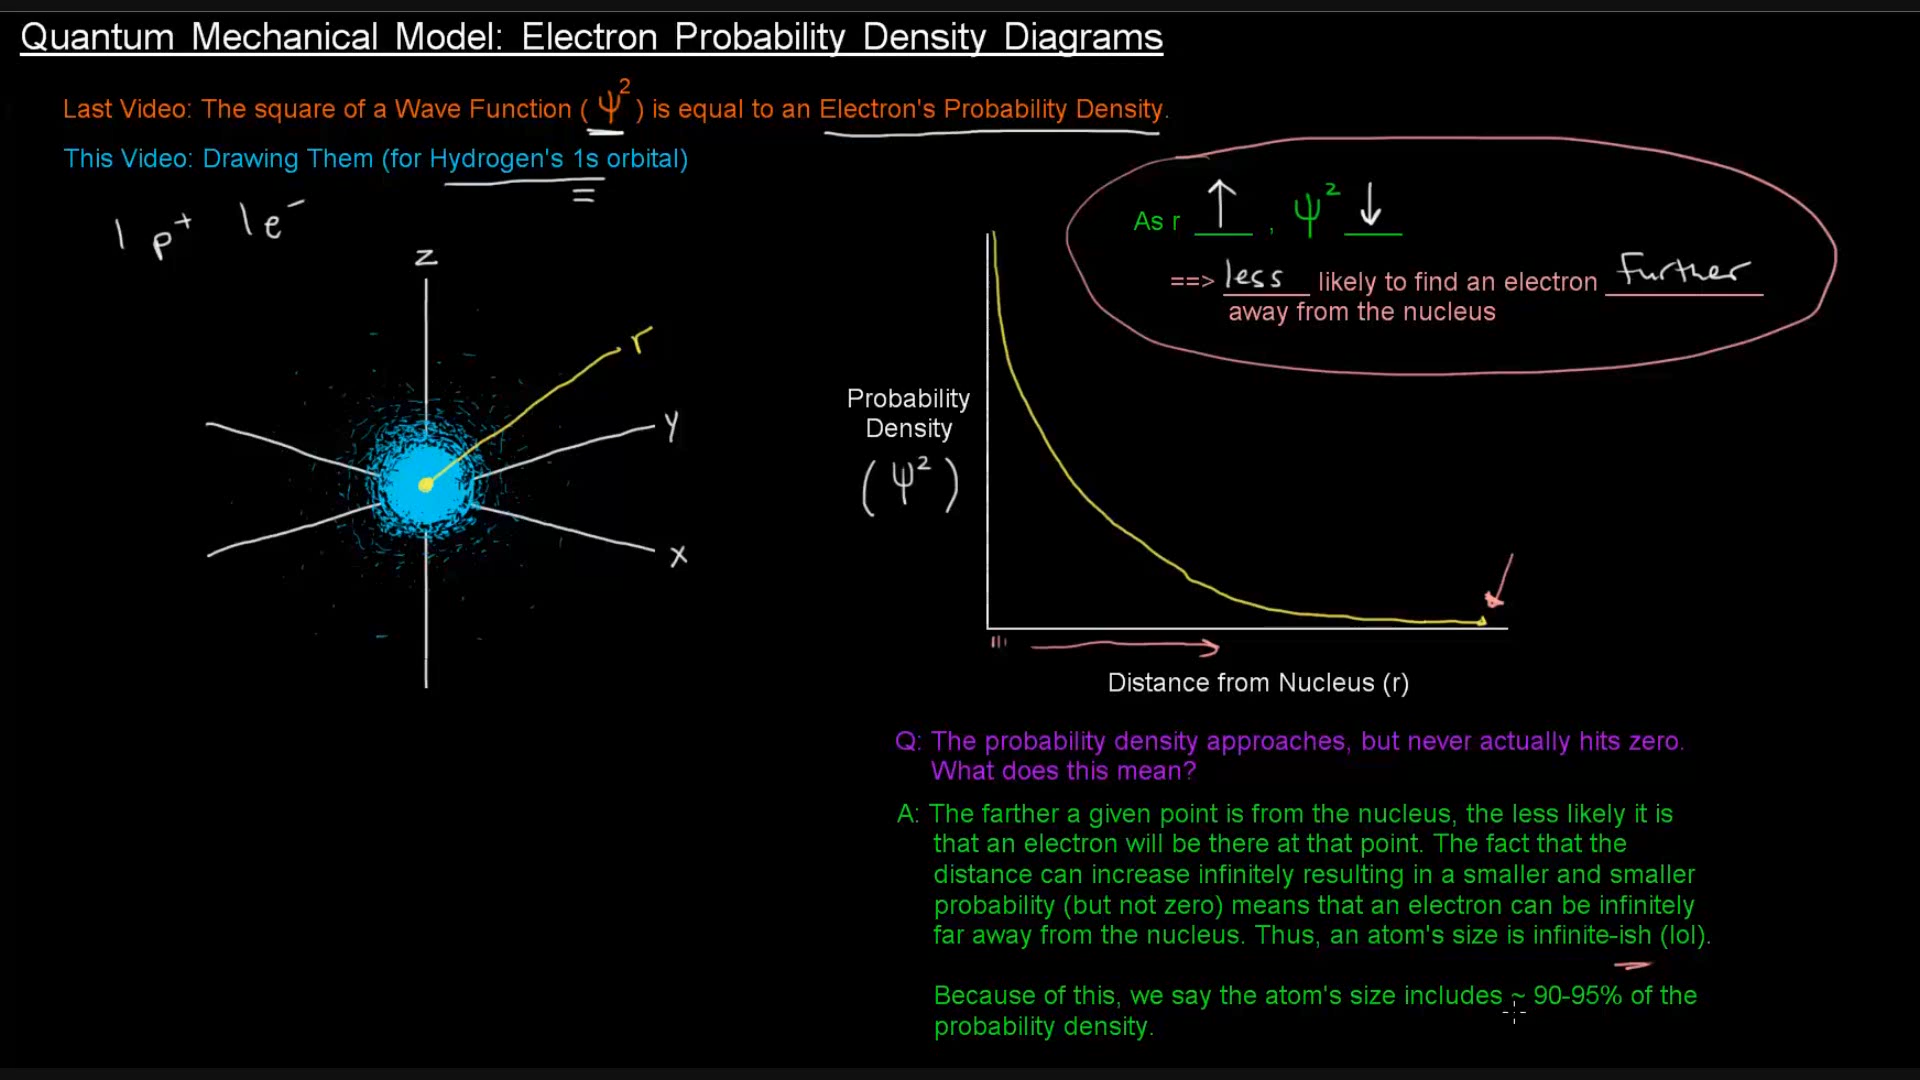 Quantum Mechanical Model: Electron Probability Density Diagrams
Last Video: The square of a Wave Function (ψ²) is equal to an Electron's Probability Density.
This Video: Drawing Them (for Hydrogen's 1s orbital)
1 p⁺ 1e⁻
z
r
y
x
As r ↑, ψ² ↓
==> less likely to find an electron further
away from the nucleus
Probability
Density
(ψ²)
Distance from Nucleus (r)
Q: The probability density approaches, but never actually hits zero.
What does this mean?
A: The farther a given point is from the nucleus, the less likely it is
that an electron will be there at that point. The fact that the
distance can increase infinitely resulting in a smaller and smaller
probability (but not zero) means that an electron can be infinitely
far away from the nucleus. Thus, an atom's size is infinite-ish (lol).
Because of this, we say the atom's size includes ~ 90-95% of the
probability density.